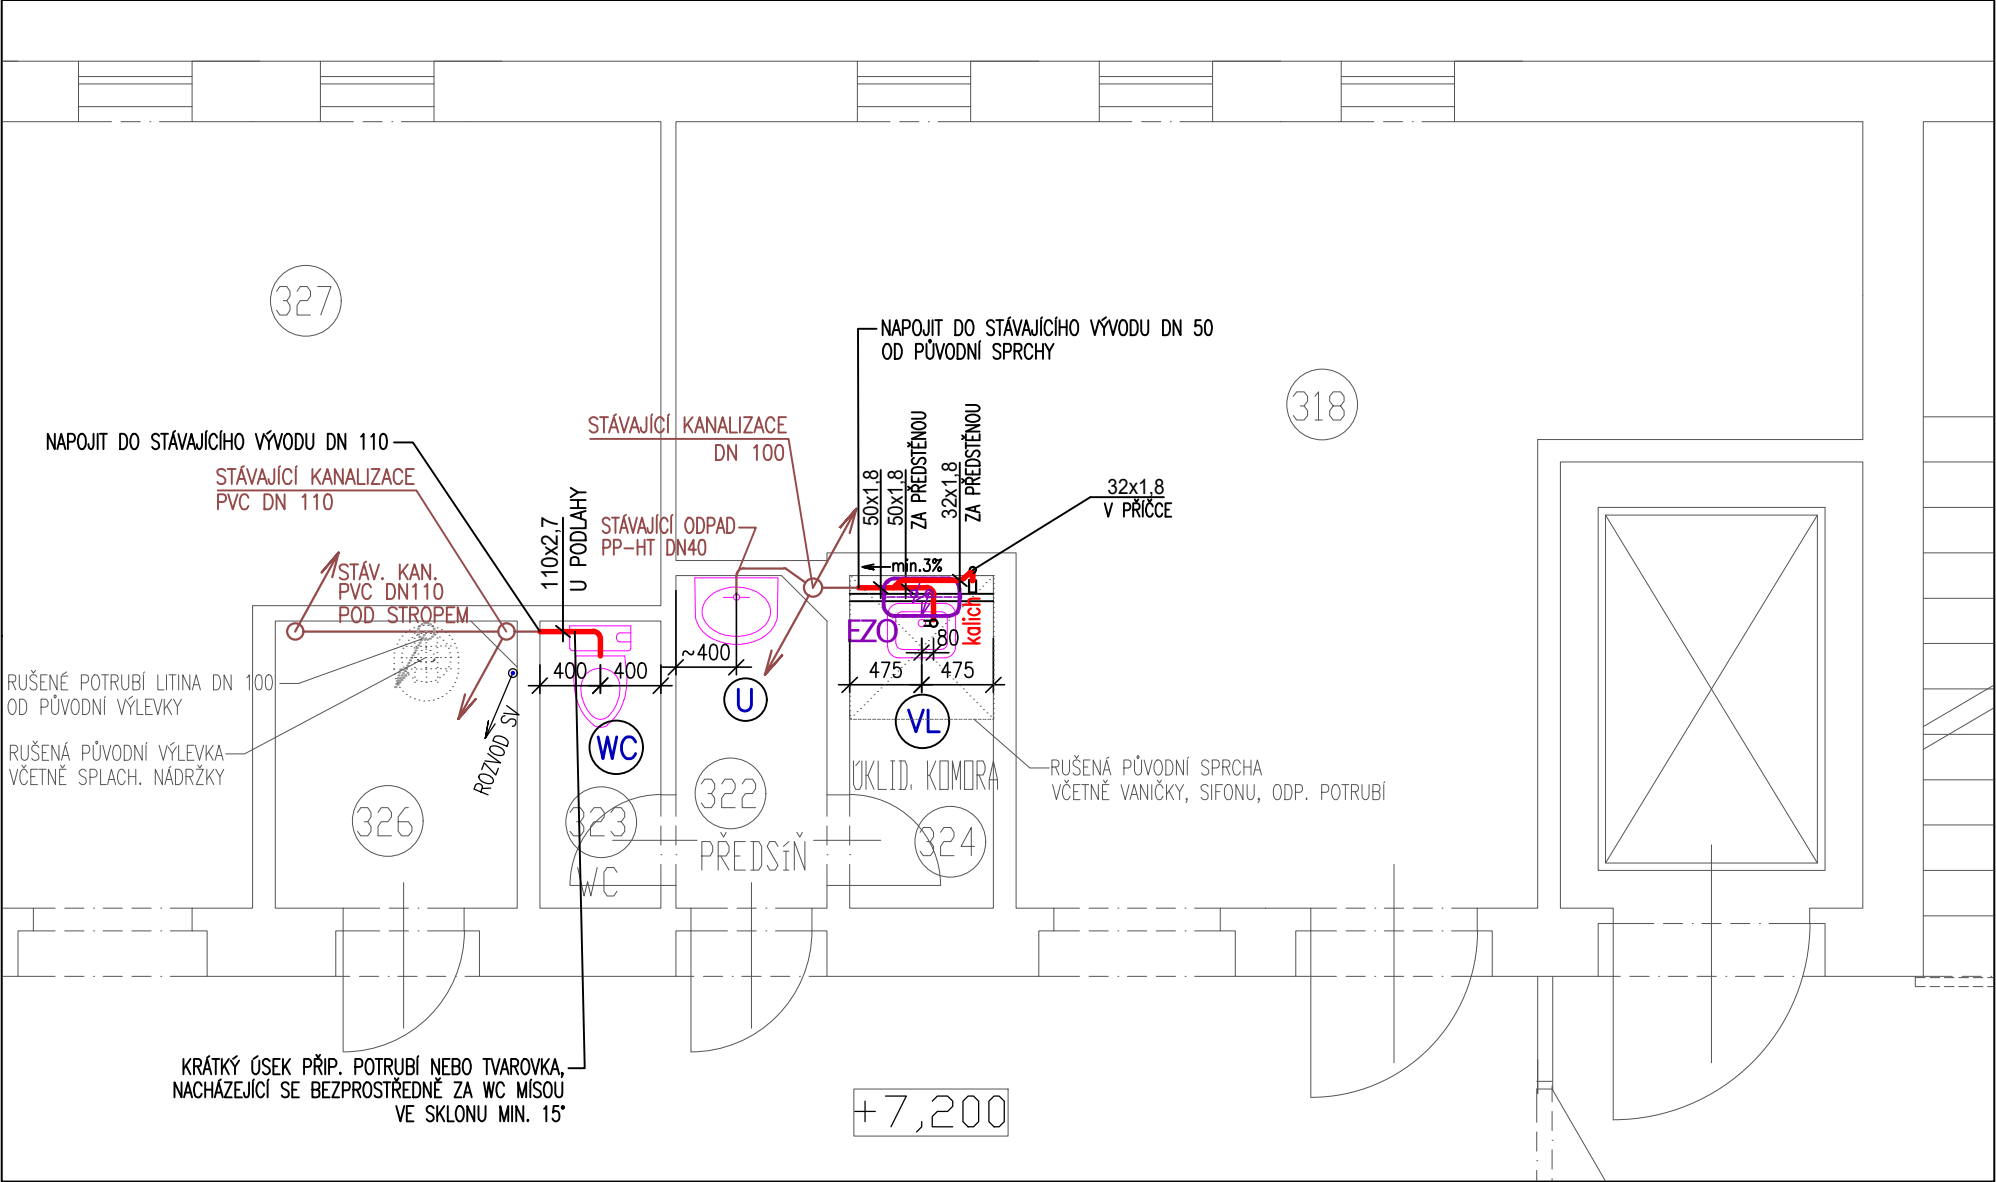 327
318
NAPOJIT DO STÁVAJÍCÍHO VÝVODU DN 50
OD PŮVODNÍ SPRCHY
NAPOJIT DO STÁVAJÍCÍHO VÝVODU DN 110
STÁVAJÍCÍ KANALIZACE
PVC DN 110
STÁVAJÍCÍ KANALIZACE
DN 100
STÁVAJÍCÍ ODPAD
PP-HT DN40
110x2,7
U PODLAHY
50x1,8
50x1,8
ZA PŘEDSTĚNOU
32x1,8
ZA PŘEDSTĚNOU
32x1,8
V PŘÍČCE
min.3%
STÁV. KAN.
PVC DN110
POD STROPEM
EZO
kalich
80
RUŠENÉ POTRUBÍ LITINA DN 100
OD PŮVODNÍ VÝLEVKY
RUŠENÁ PŮVODNÍ VÝLEVKA
VČETNĚ SPLACH. NÁDRŽKY
ROZVOD SV
400
400
~400
475
475
WC
U
VL
RUŠENÁ PŮVODNÍ SPRCHA
VČETNĚ VANIČKY, SIFONU, ODP. POTRUBÍ
ÚKLID. KOMORA
326
323
WC
322
PŘEDSíŇ
324
KRÁTKÝ ÚSEK PŘIP. POTRUBÍ NEBO TVAROVKA,
NACHÁZEJÍCÍ SE BEZPROSTŘEDNĚ ZA WC MÍSOU
VE SKLONU MIN. 15°
+7,200